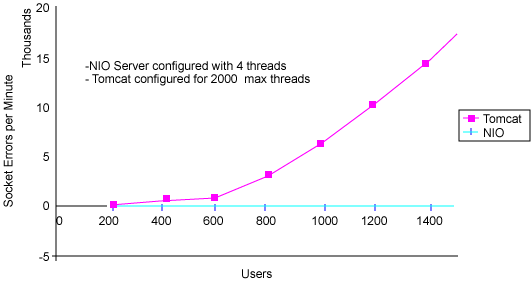 Thousands
Socket Errors per Minute
20
15
10
5
0
-5
-NIO Server configured with 4 threads
- Tomcat configured for 2000 max threads
0
200
400
600
800
1000
1200
1400
Users
Tomcat
NIO